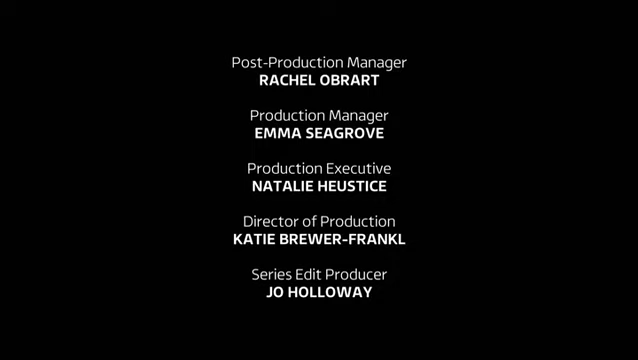 Post-Production Manager
RACHEL OBRART
Production Manager
EMMA SEAGROVE
Production Executive
NATALIE HEUSTICE
Director of Production
KATIE BREWER-FRANKL
Series Edit Producer
JO HOLLOWAY